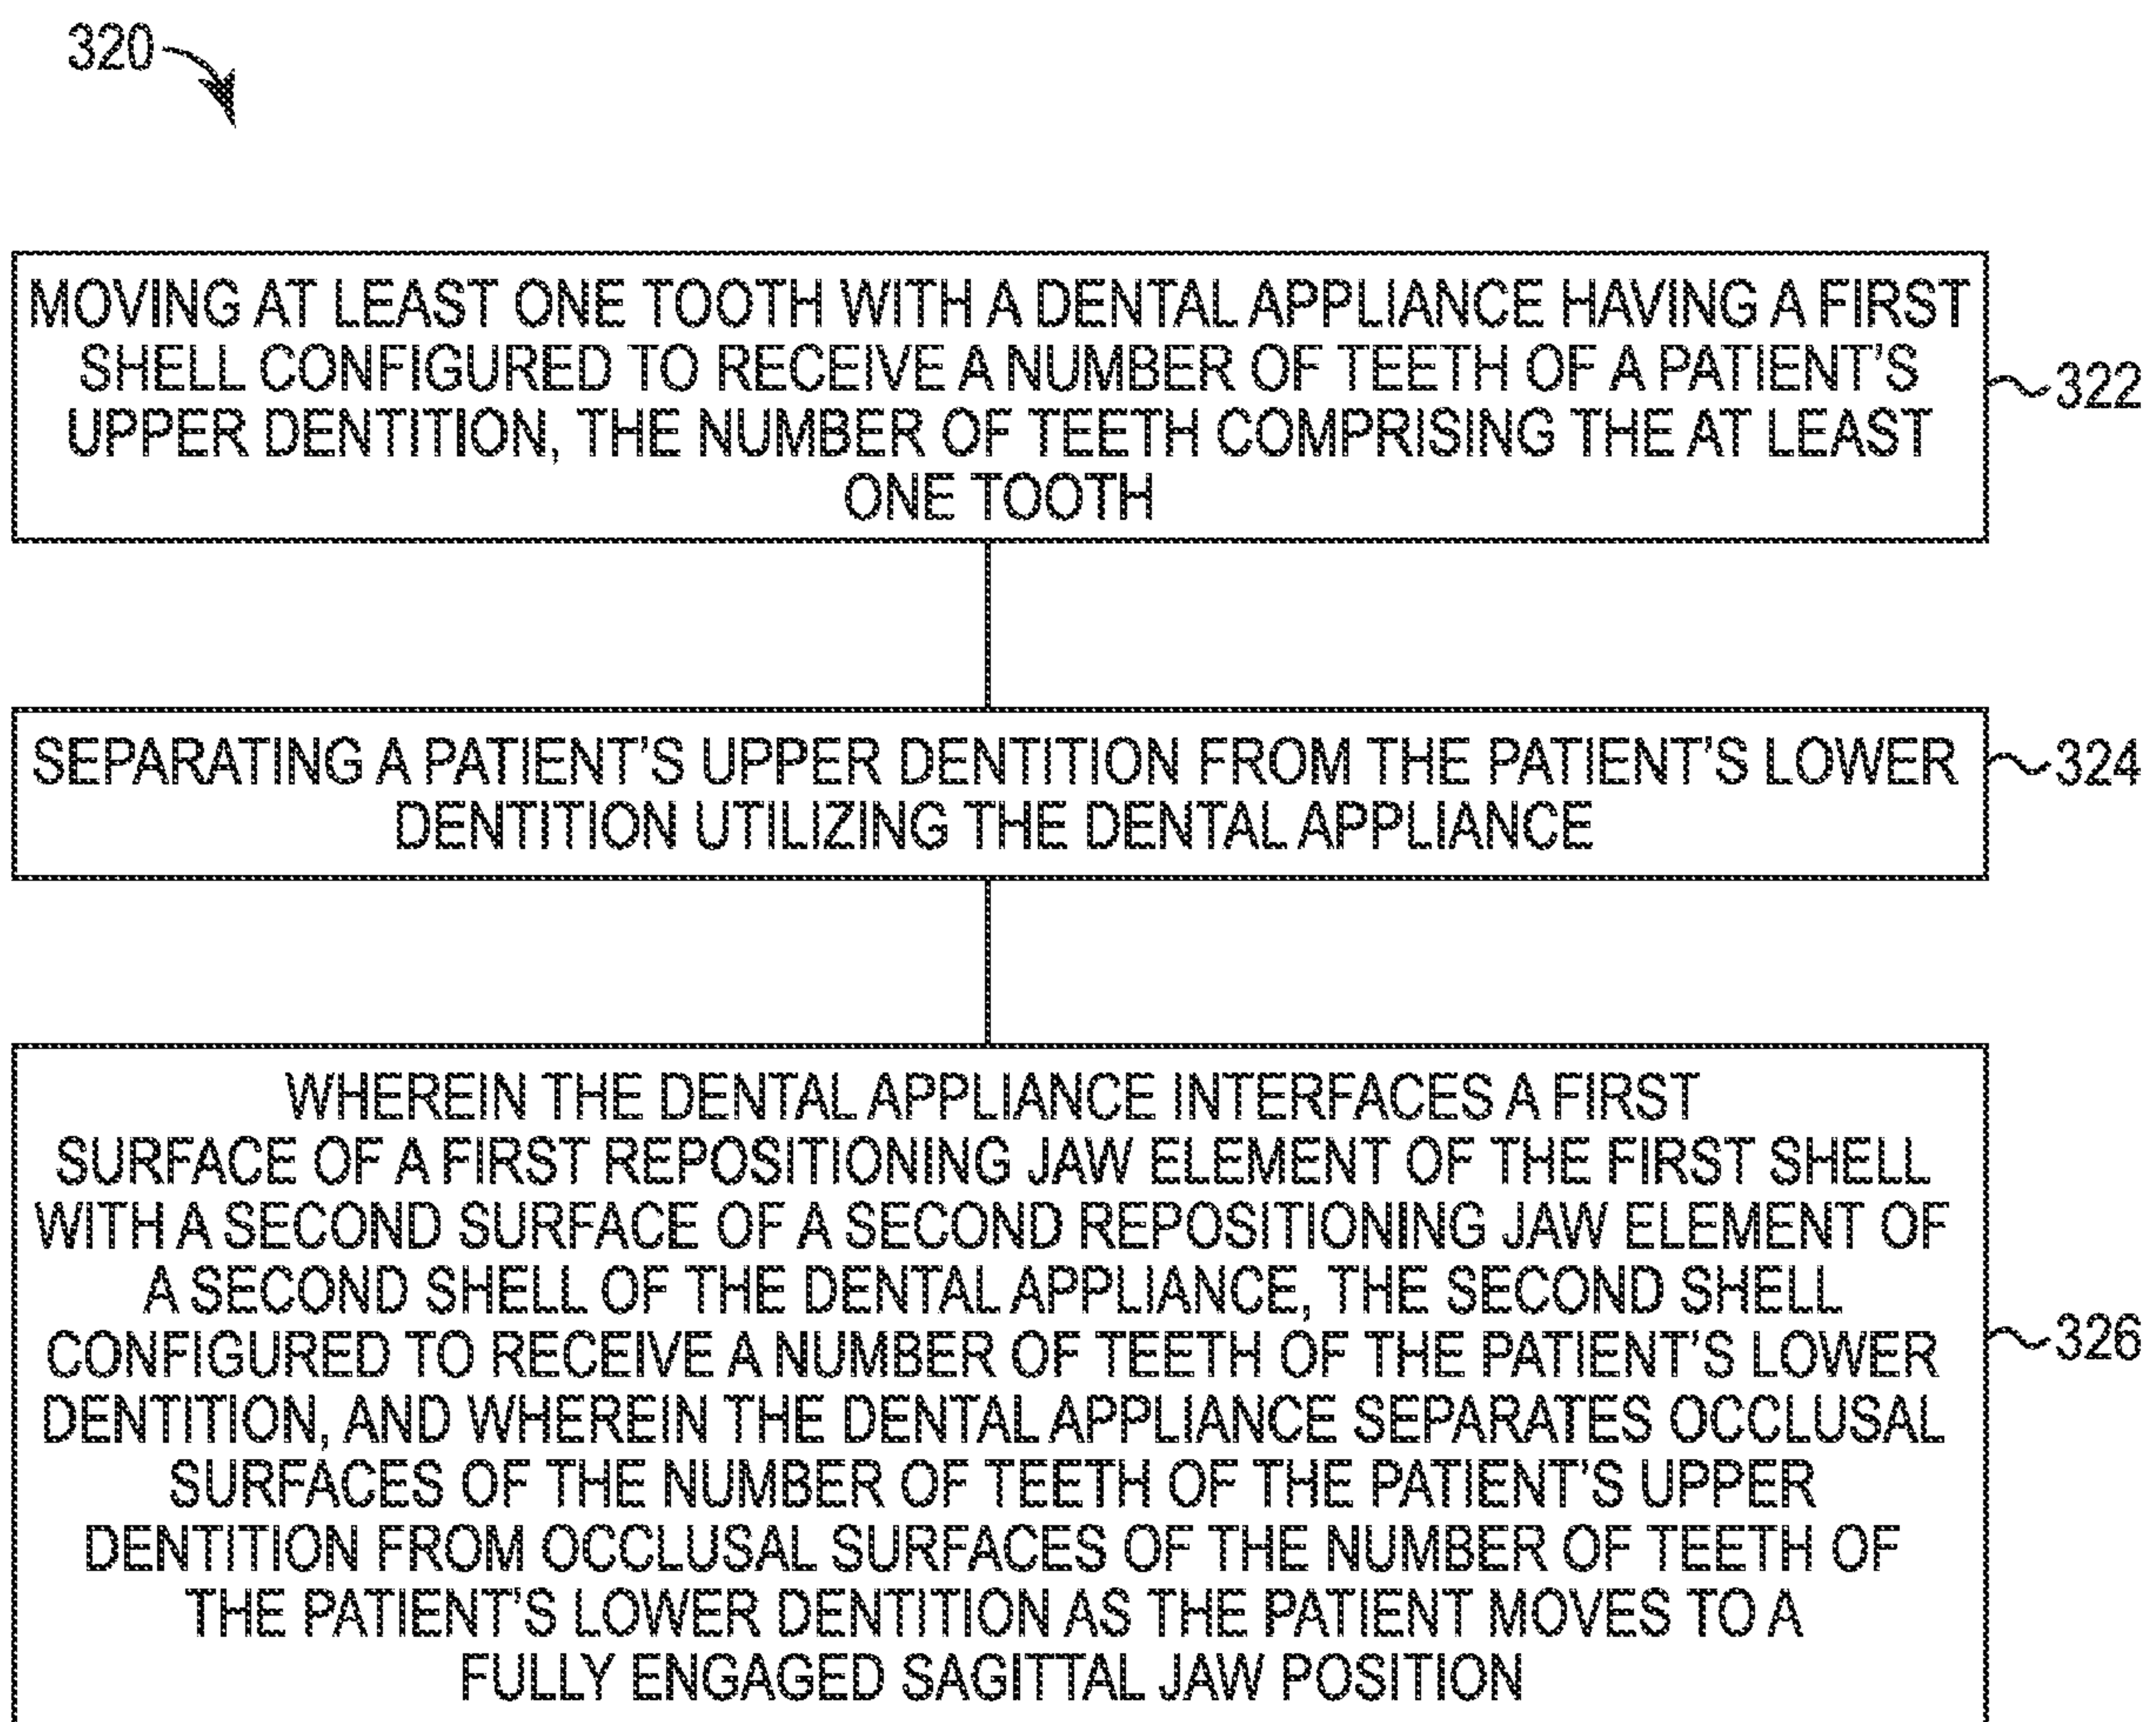 320
MOVING AT LEAST ONE TOOTH WITH A DENTAL APPLIANCE HAVING A FIRST
SHELL CONFIGURED TO RECEIVE A NUMBER OF TEETH OF A PATIENT'S
UPPER DENTITION, THE NUMBER OF TEETH COMPRISING THE AT LEAST
ONE TOOTH
322
SEPARATING A PATIENT'S UPPER DENTITION FROM THE PATIENT'S LOWER
DENTITION UTILIZING THE DENTAL APPLIANCE
324
WHEREIN THE DENTAL APPLIANCE INTERFACES A FIRST
SURFACE OF A FIRST REPOSITIONING JAW ELEMENT OF THE FIRST SHELL
WITH A SECOND SURFACE OF A SECOND REPOSITIONING JAW ELEMENT OF
A SECOND SHELL OF THE DENTAL APPLIANCE, THE SECOND SHELL
CONFIGURED TO RECEIVE A NUMBER OF TEETH OF THE PATIENT'S LOWER
DENTITION, AND WHEREIN THE DENTAL APPLIANCE SEPARATES OCCLUSAL
SURFACES OF THE NUMBER OF TEETH OF THE PATIENT'S UPPER
DENTITION FROM OCCLUSAL SURFACES OF THE NUMBER OF TEETH OF
THE PATIENT'S LOWER DENTITION AS THE PATIENT MOVES TO A
FULLY ENGAGED SAGITTAL JAW POSITION
326